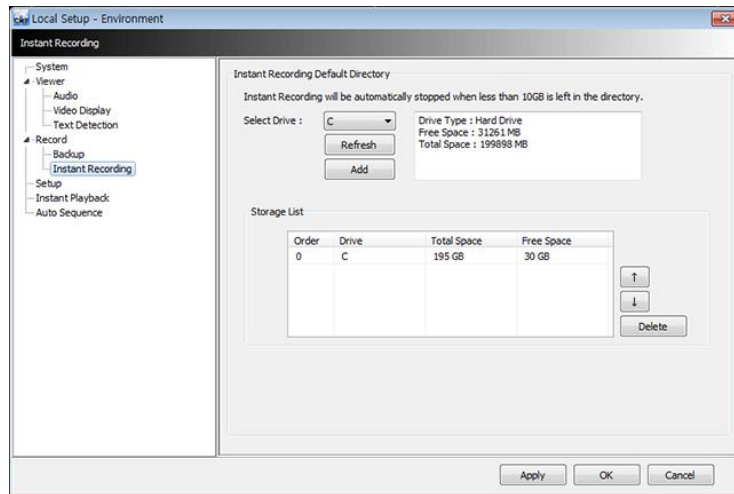 Local Setup - Environment
Instant Recording
System
Viewer
Audio
Video Display
Text Detection
Record
Backup
Instant Recording
Setup
Instant Playback
Auto Sequence
Instant Recording Default Directory
Instant Recording will be automatically stopped when less than 10GB is left in the directory.
Select Drive : C
Refresh
Add
Drive Type : Hard Drive
Free Space : 31261 MB
Total Space : 199898 MB
Storage List
Order Drive Total Space Free Space
0 C 195 GB 30 GB
↑
↓
Delete
Apply OK Cancel